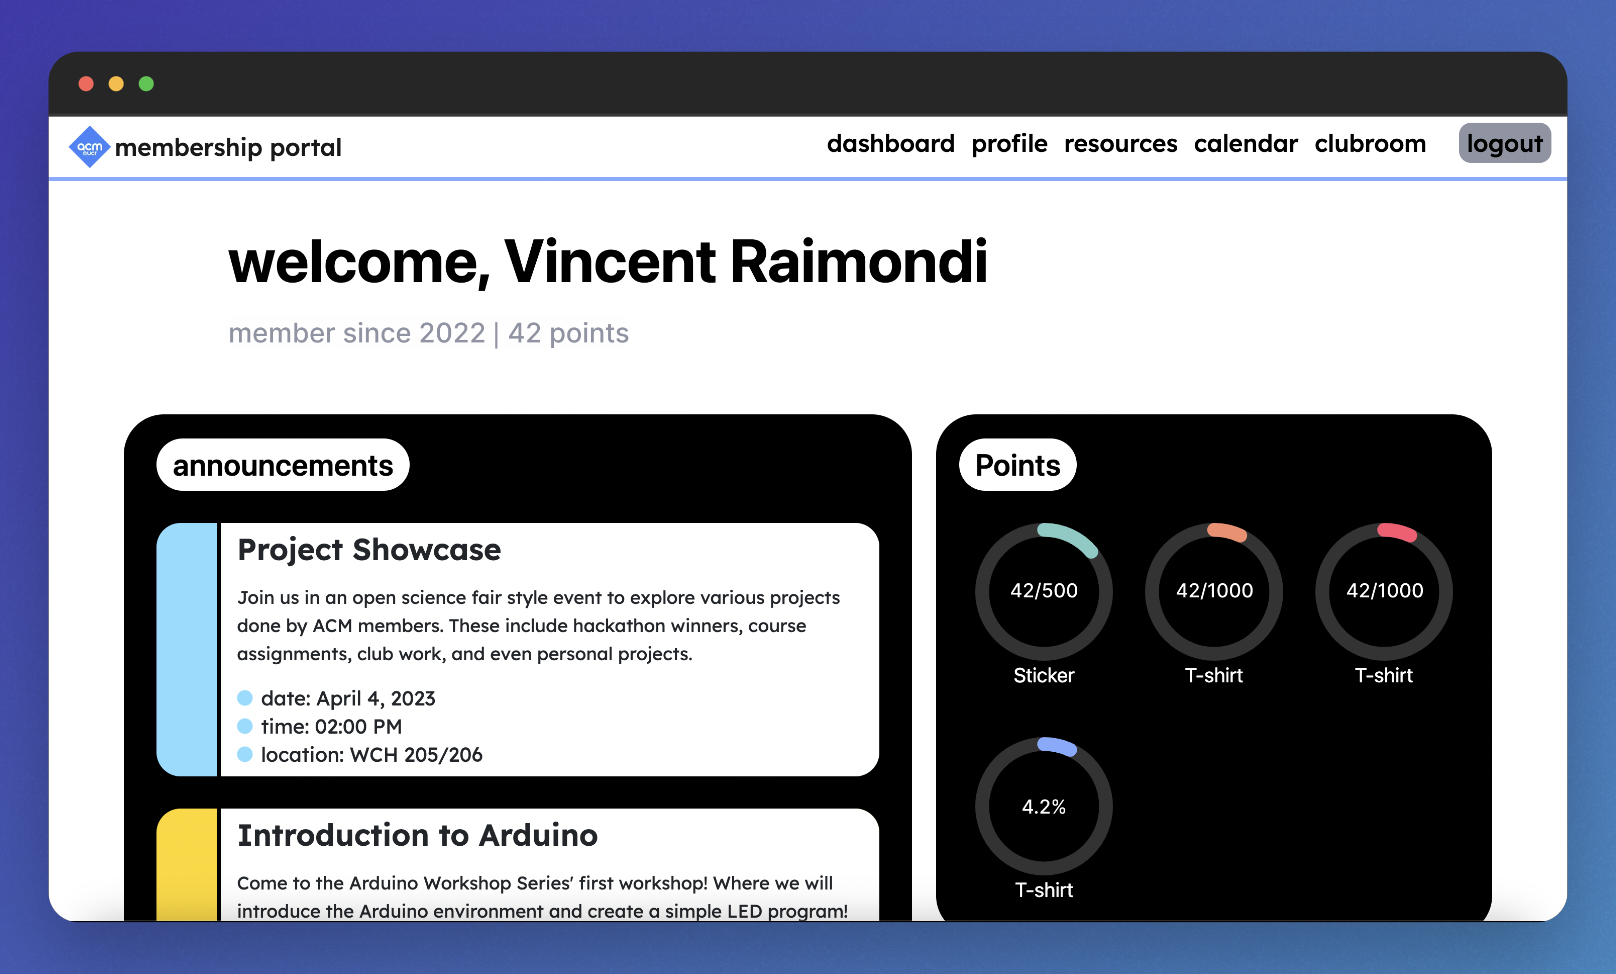 acm
@UCR
membership portal
dashboard profile resources calendar clubroom logout
welcome, Vincent Raimondi
member since 2022 | 42 points
announcements
Project Showcase
Join us in an open science fair style event to explore various projects
done by ACM members. These include hackathon winners, course
assignments, club work, and even personal projects.
date: April 4, 2023
time: 02:00 PM
location: WCH 205/206
Introduction to Arduino
Come to the Arduino Workshop Series' first workshop! Where we will
introduce the Arduino environment and create a simple LED program!
Points
42/500
Sticker
42/1000
T-shirt
42/1000
T-shirt
4.2%
T-shirt